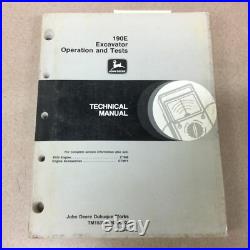 190E
Excavator
Operation and Tests
JOHN DEERE
TECHNICAL
MANUAL
For complete service information also see:
Engine Accessories
John Deere Dubuque Works